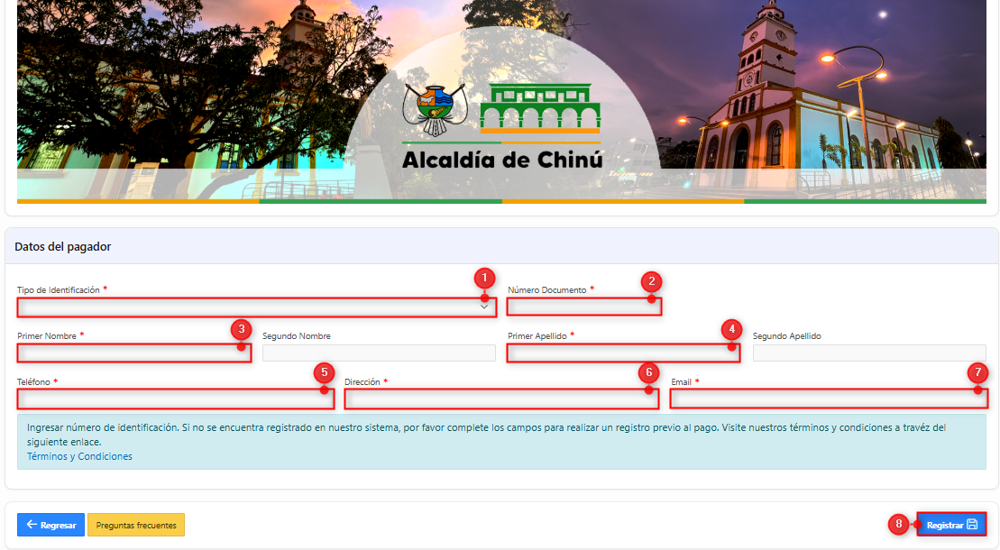 Alcaldía de Chinú
Datos del pagador
1
2
Tipo de Identificación *
Número Documento *
3
4
Primer Nombre *
Segundo Nombre
Primer Apellido *
Segundo Apellido
5
6
7
Teléfono *
Dirección *
Email *
Ingresar número de identificación. Si no se encuentra registrado en nuestro sistema, por favor complete los campos para realizar un registro previo al pago. Visite nuestros términos y condiciones a travéz del
siguiente enlace.
Términos y Condiciones
Regresar
Preguntas frecuentes
8
Registrar